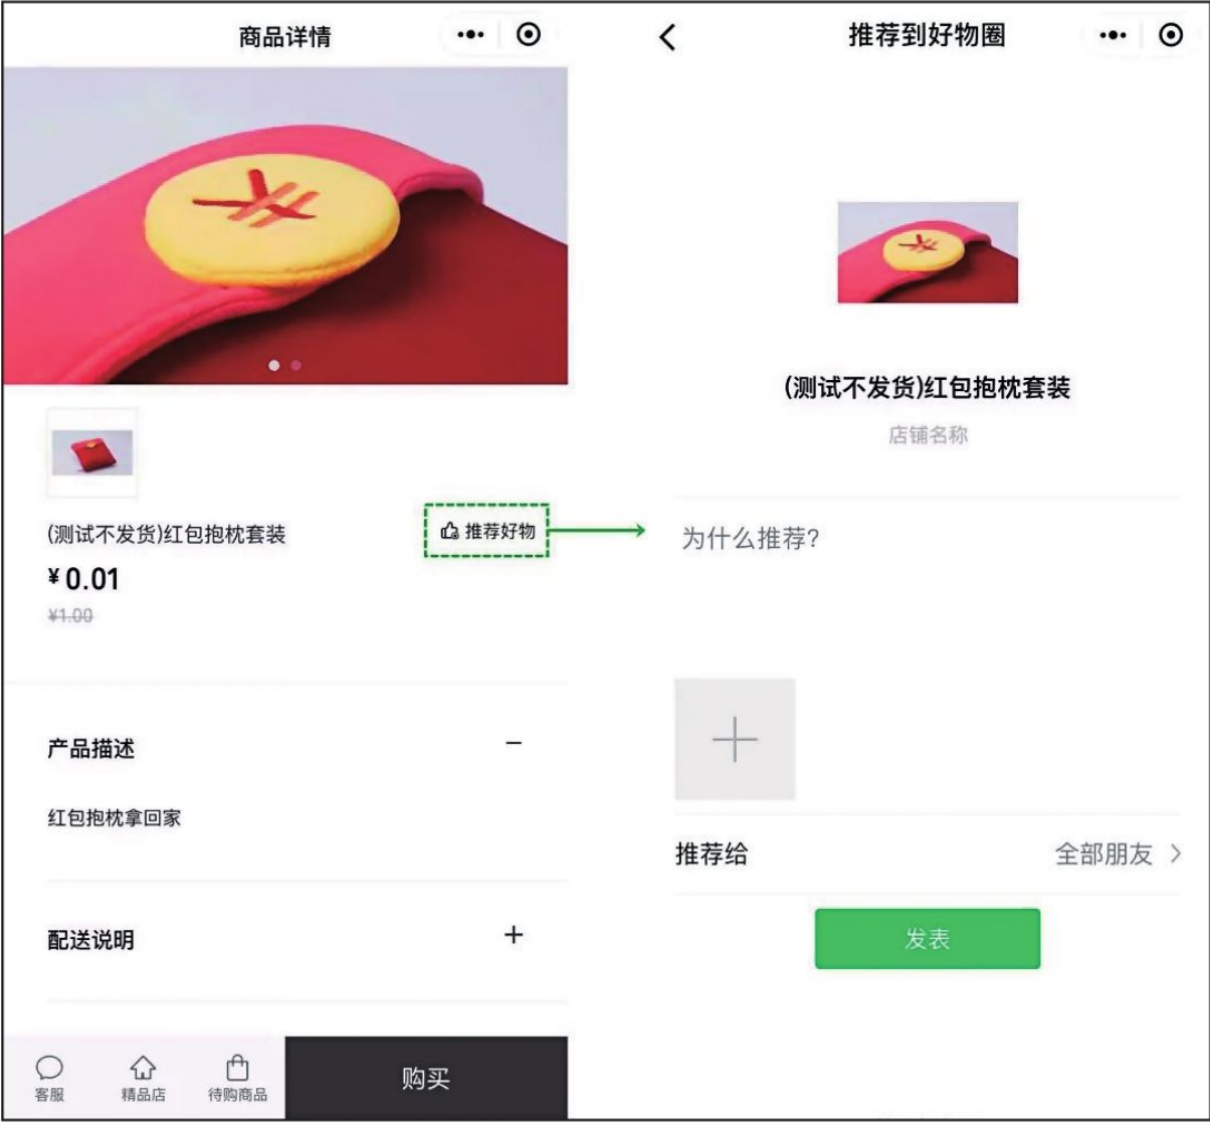 商品详情
(测试不发货)红包抱枕套装
推荐好物
¥0.01
¥1.00
产品描述
红包抱枕拿回家
配送说明
客服
精品店
待购商品
购买
推荐到好物圈
(测试不发货)红包抱枕套装
店铺名称
为什么推荐?
推荐给
全部朋友
发表